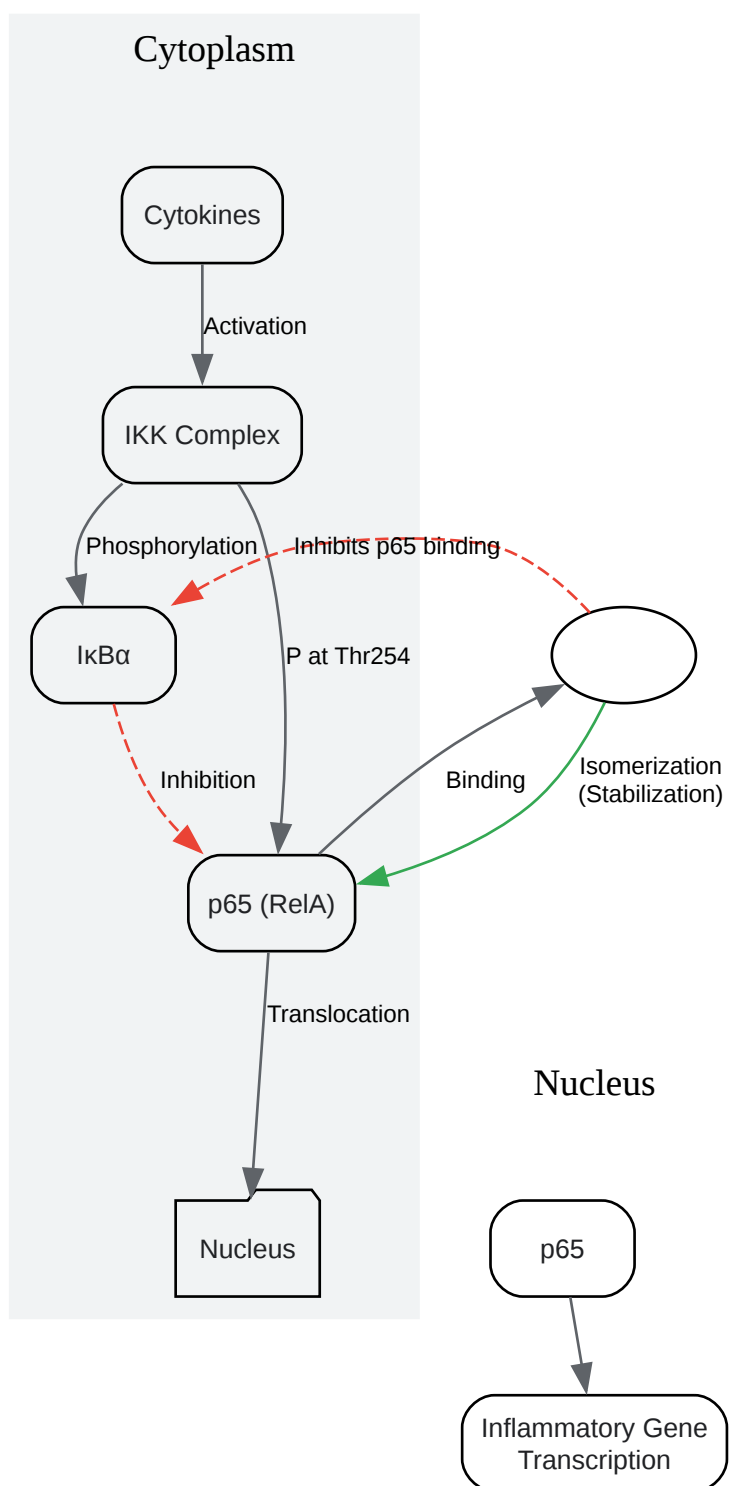 Cytoplasm
Cytokines
Activation
IKK Complex
Phosphorylation
Inhibits p65 binding
IκBα
P at Thr254
Inhibition
Binding
Isomerization
(Stabilization)
p65 (RelA)
Translocation
Nucleus
Nucleus
p65
Inflammatory Gene
Transcription